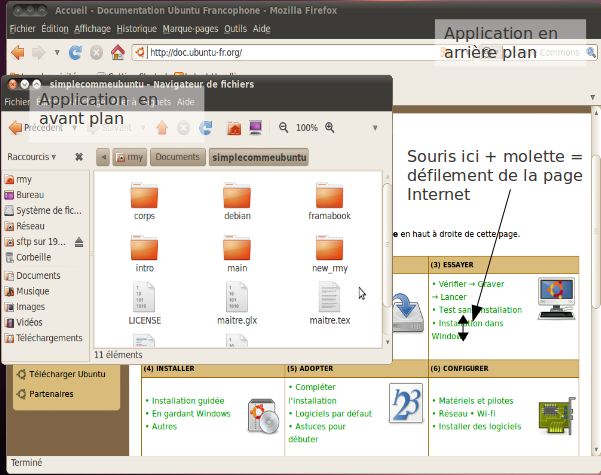 Accueil - Documentation Ubuntu Francophone - Mozilla Firefox
Fichier Édition Affichage Historique Marque-pages Outils Aide
Application en
arrière plan
http://doc.ubuntu-fr.org/
Commons
simplecommeubuntu - Navigateur de fichiers
Fichier Aide
Application en
avant plan
Précédent Suivant 100%
Raccourcis rmy Documents simplecommeubuntu
rmy
Bureau
Système de fic...
Réseau
sftp sur 19...
Corbeille
Documents
Musique
Images
Vidéos
Téléchargements
corps debian framabook
intro main new_rmy
LICENSE maitre.glx maitre.tex
11 éléments
Souris ici + molette =
défilement de la page
Internet
en haut à droite de cette page.
(3) ESSAYER
• Vérifier → Graver
→ Lancer
• Test sans installation
• Installation dans
Windows
Télécharger Ubuntu
Partenaires
(4) INSTALLER
• Installation guidée
• En gardant Windows
• Autres
(5) ADOPTER
• Compléter
l'installation
• Logiciels par défaut
• Astuces pour
débuter
(6) CONFIGURER
• Matériels et pilotes
• Réseau • Wi-fi
• Installer des logiciels
Terminé